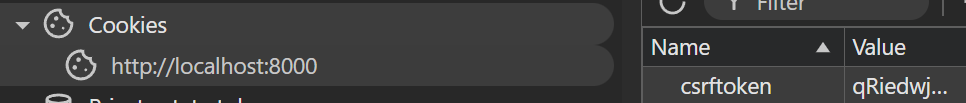 Cookies
http://localhost:8000
Filter
Name
Value
csrftoken
qRiedwj...